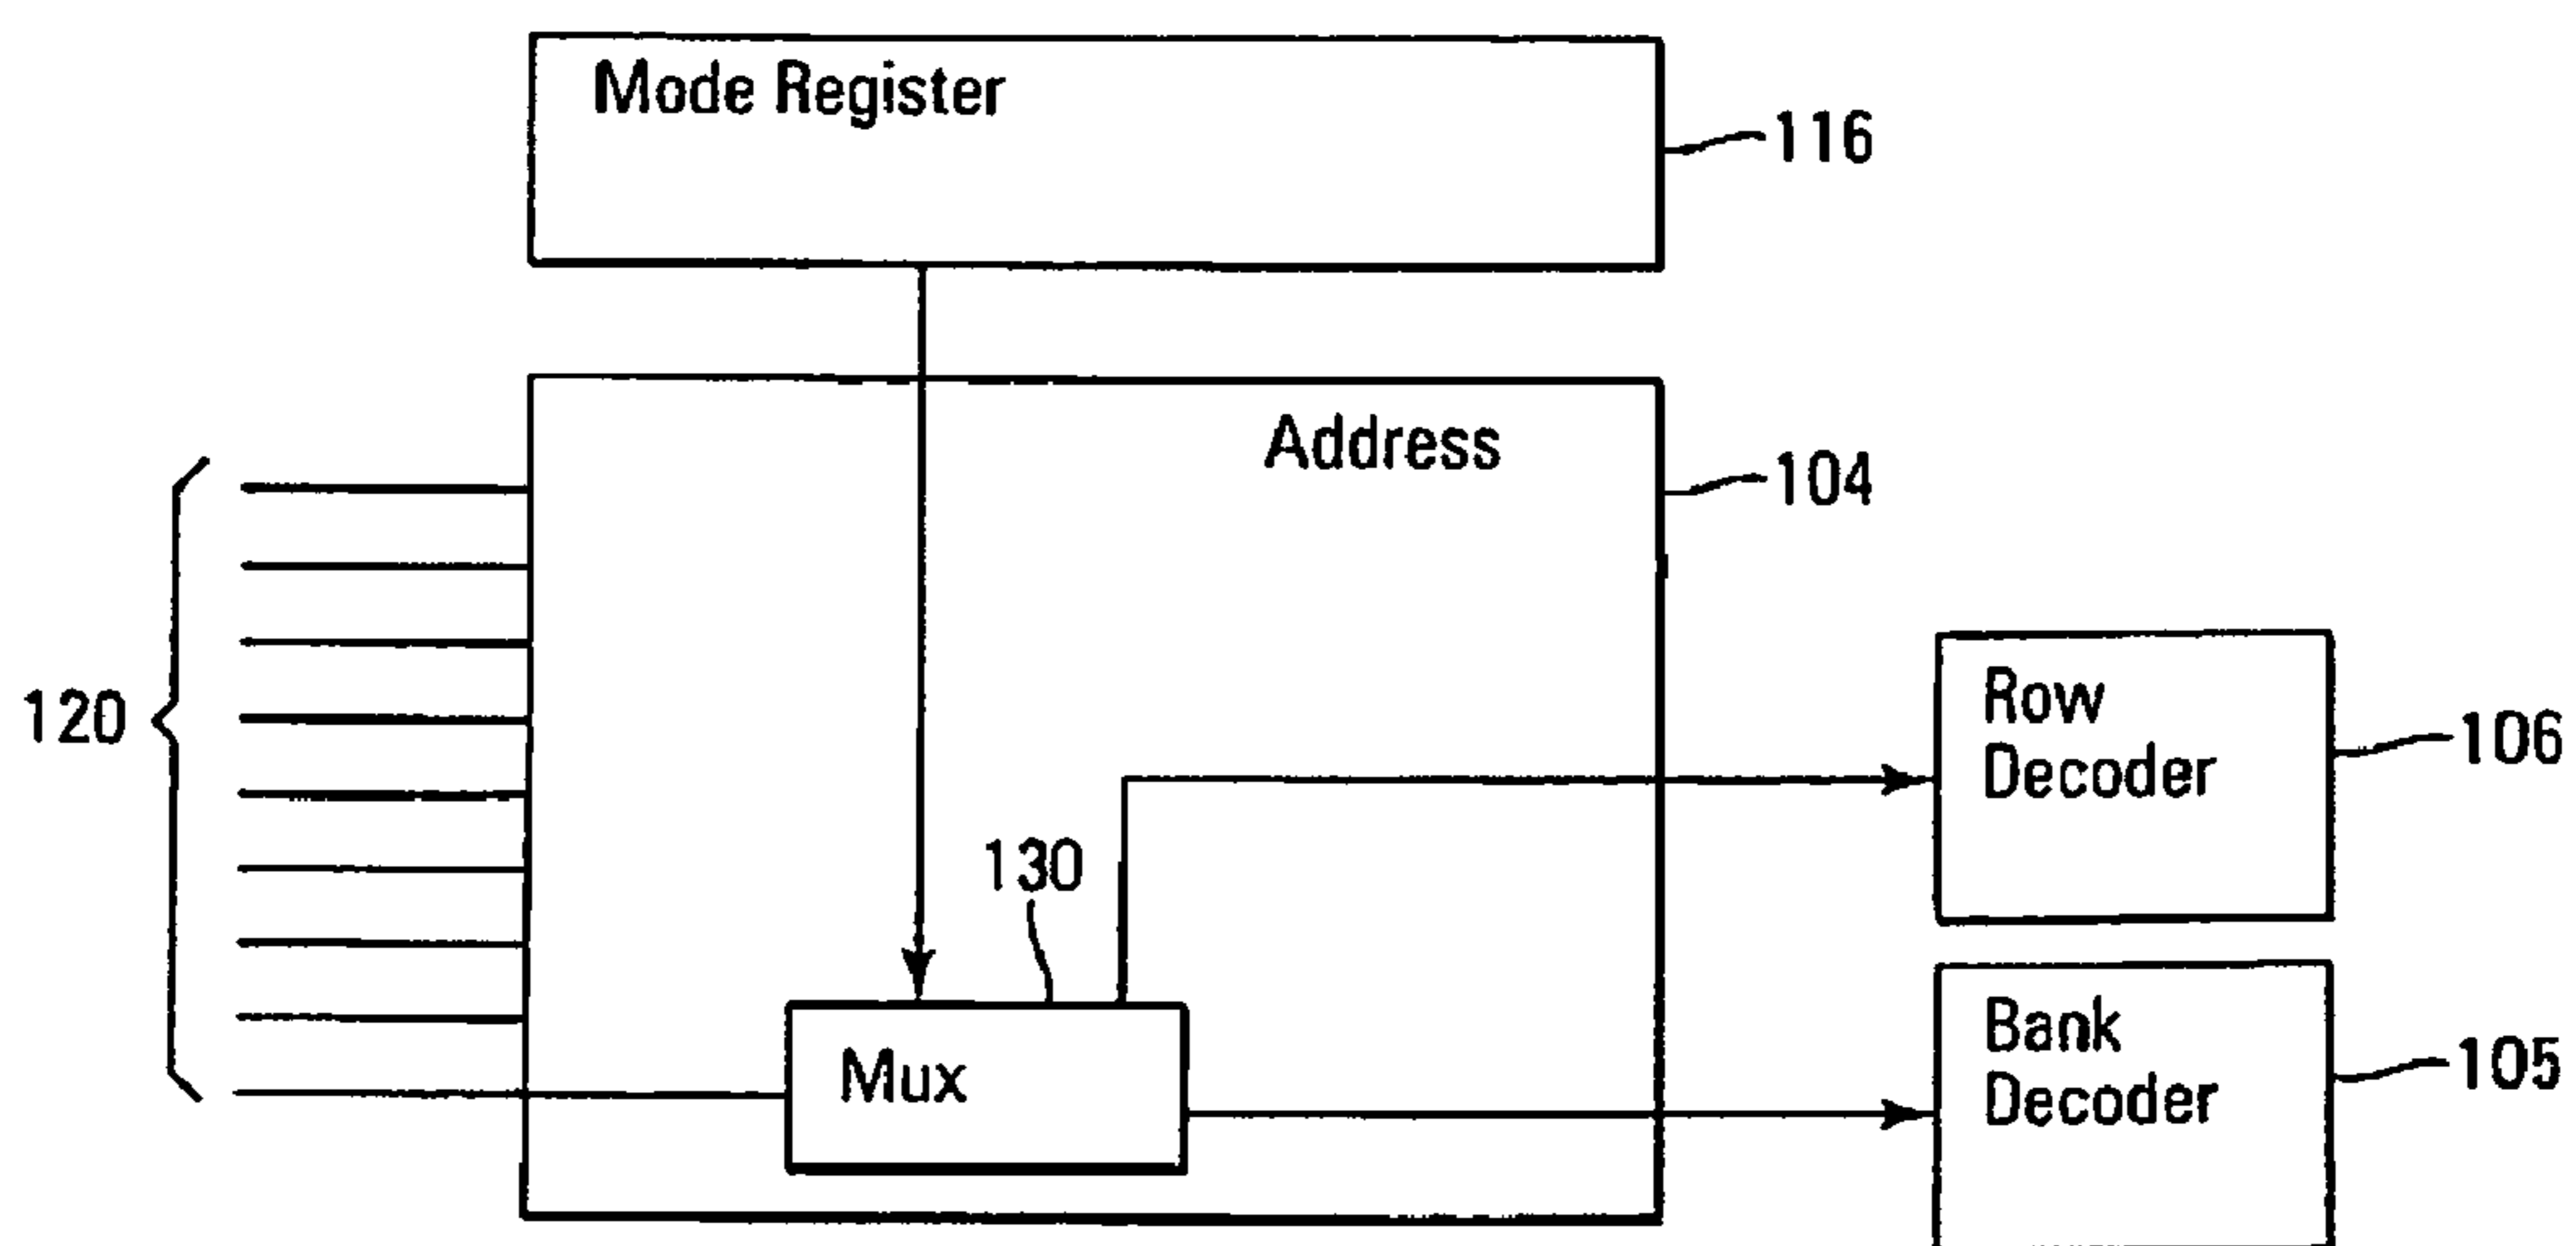 Mode Register
116
Address
104
120
Row
Decoder
106
130
Mux
Bank
Decoder
105